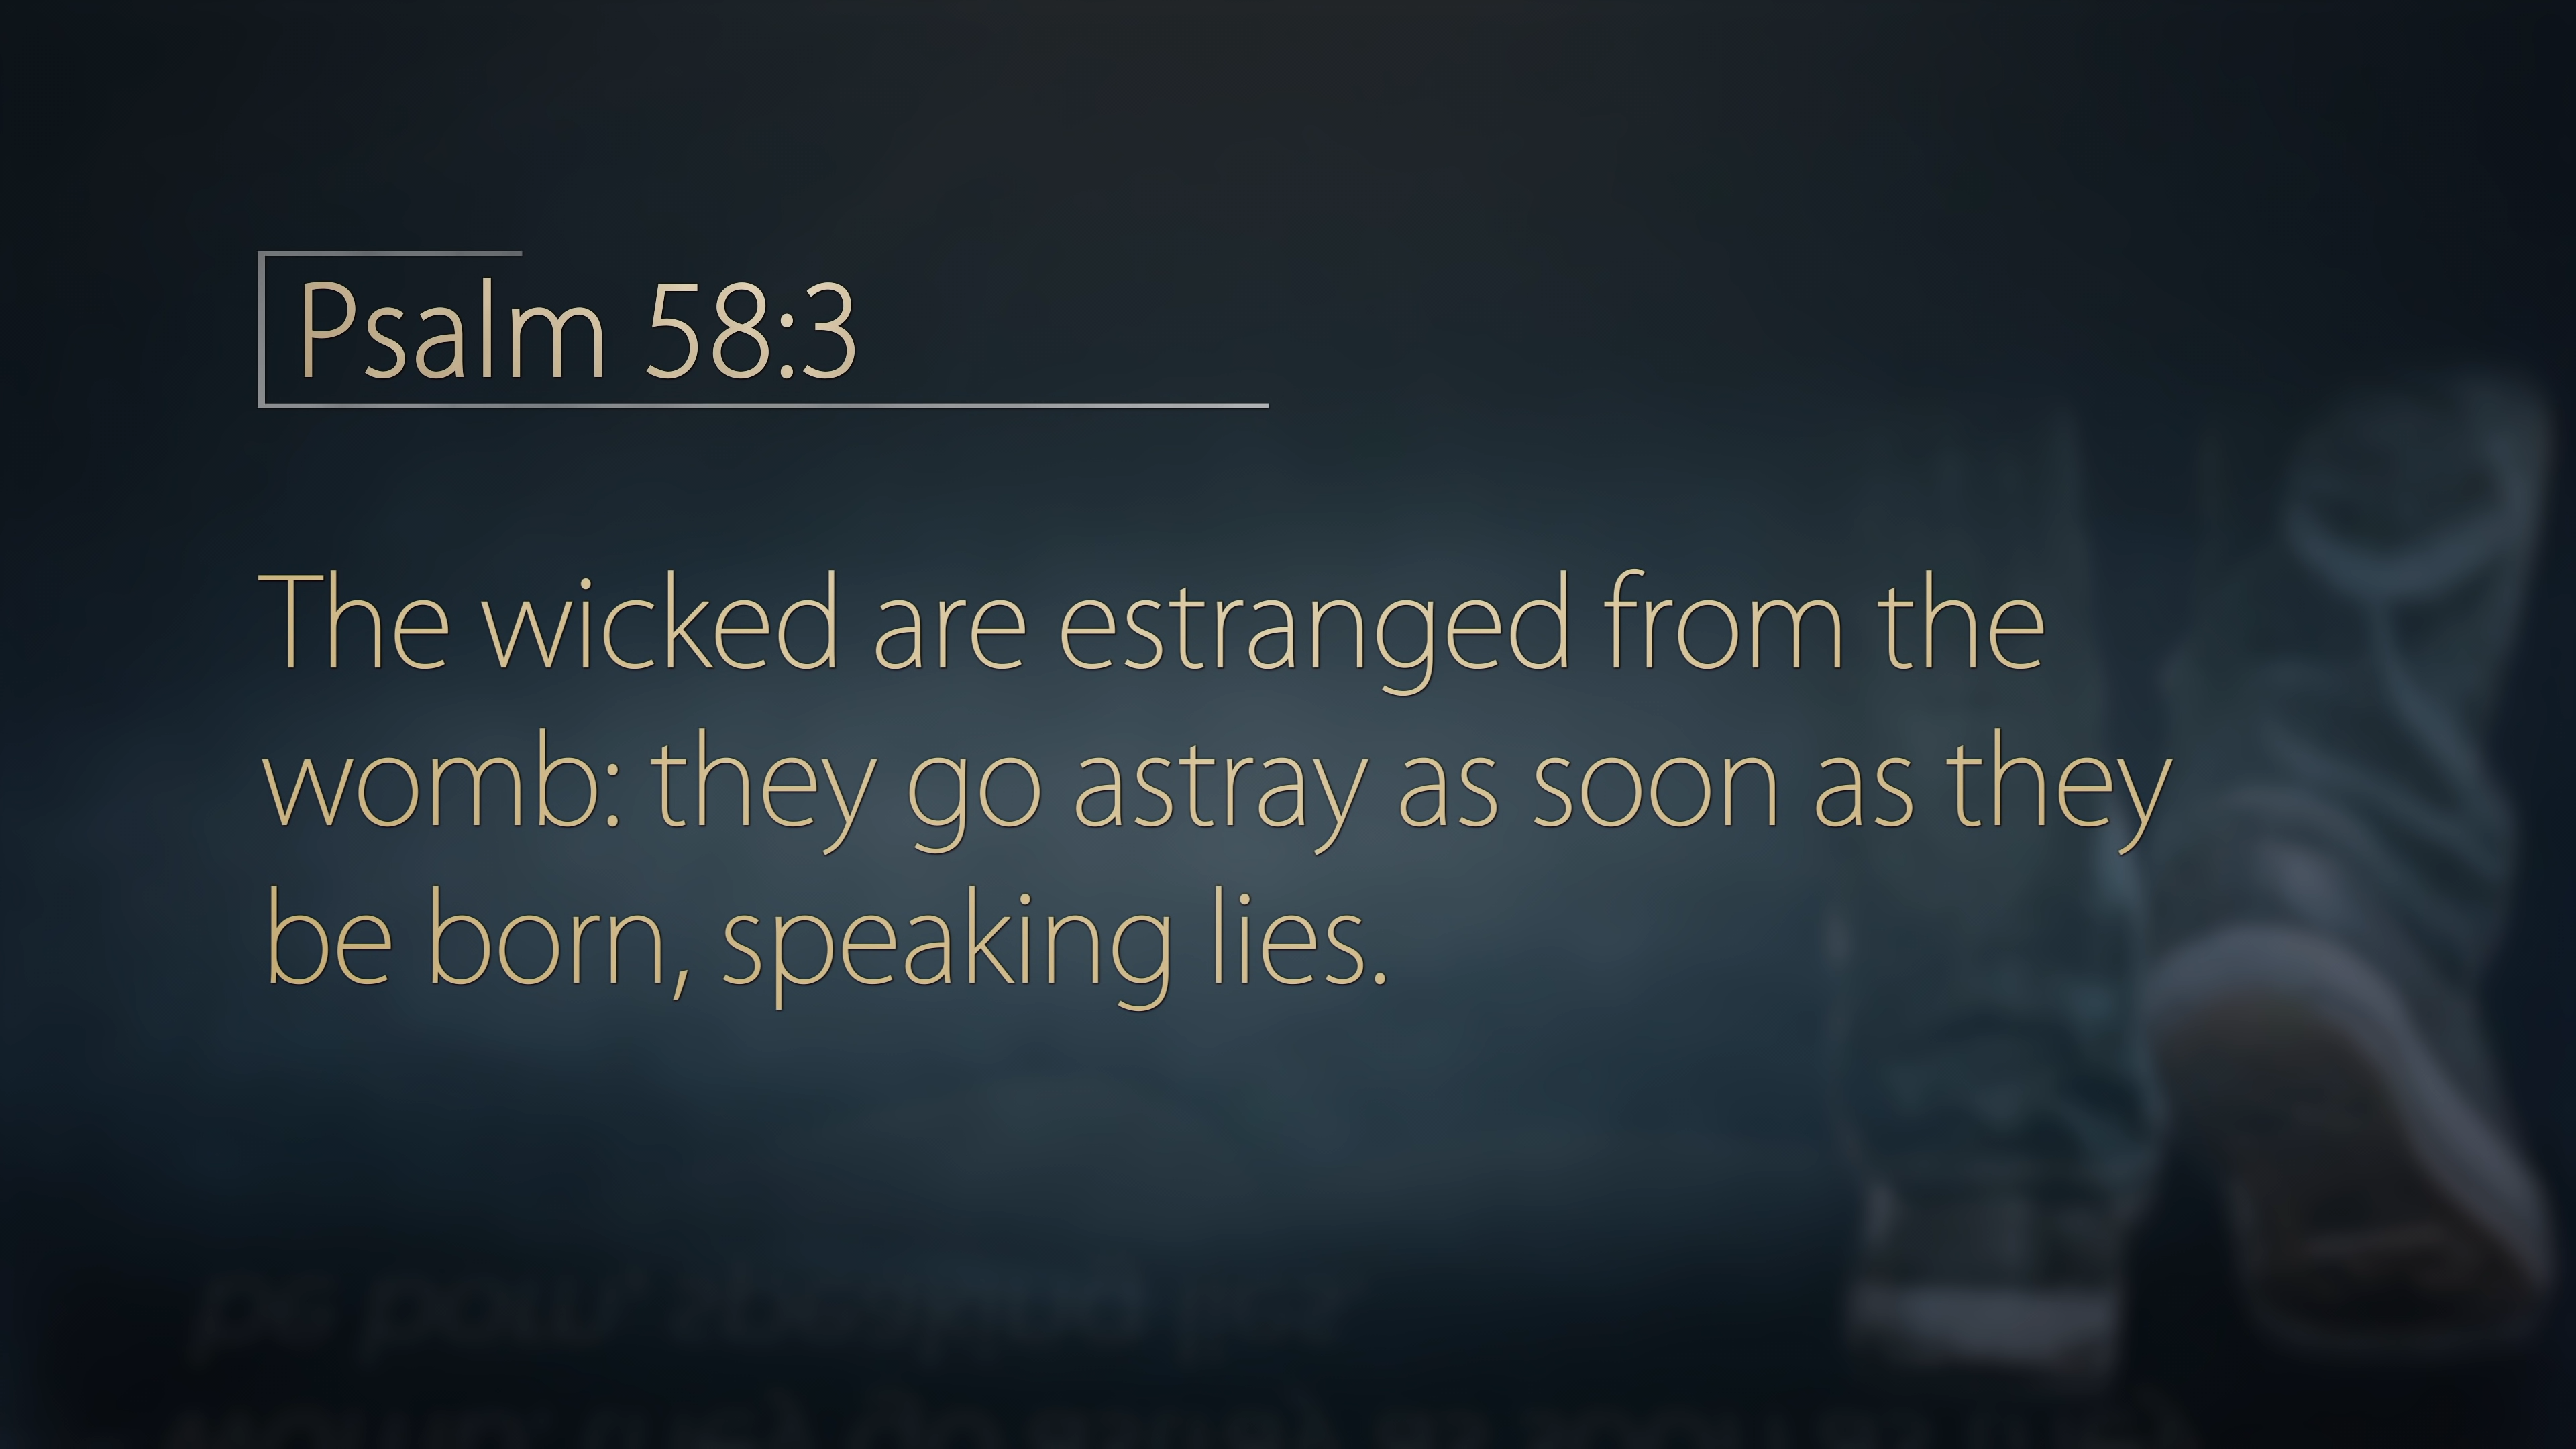 Psalm 58:3
The wicked are estranged from the
womb: they go astray as soon as they
be born, speaking lies.